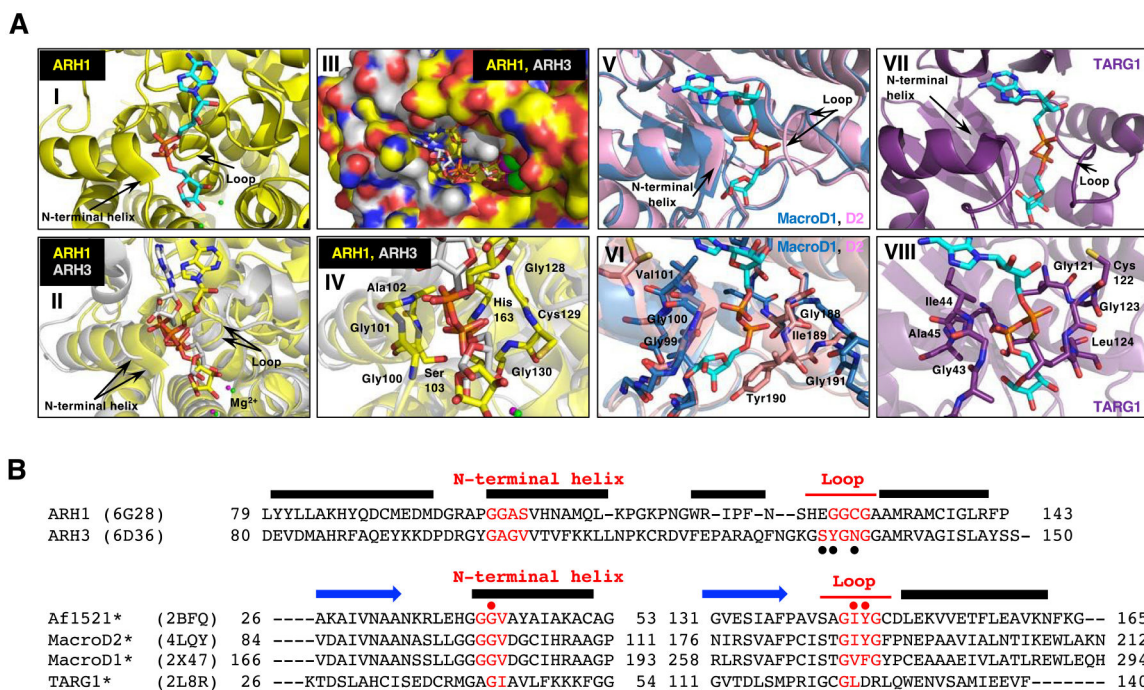 A
ARH1
I
Loop
N-terminal helix
III
ARH1, ARH3
V
Loop
N-terminal
helix
MacroD1, D2
VII
TARG1
N-terminal
helix
Loop
ARH1
ARH3
II
Loop
N-terminal helix
Mg2+
ARH1, ARH3
IV
Gly128
Ala102
His
163
Cys129
Gly101
Gly100
Ser
103
Gly130
MacroD1, D2
VI
Val101
Gly100
Gly99
Gly188
Ile189
Gly191
Tyr190
VIII
Gly121
Cys
122
Ile44
Gly123
Ala45
Leu124
Gly43
TARG1
B
N-terminal helix Loop
ARH1 (6G28) 79 LYYLLAKHYQDCMEDMDGRAPGGASVHNAMQL-KPGKPNGWR-IPF-N--SHEGGCGAAMRAMCIGLRFP 143
ARH3 (6D36) 80 DEVDMAHRFAQEYKKDPDRGYGAGVVTVFKKLLNPKCRDVFEPARAQFNGKGSYGNGGAMRVAGISLAYSS- 150
N-terminal helix Loop
Af1521* (2BFQ) 26 ----AKAIVNAANKRLEHGGGVAYAIAKACAG 53 131 GVESIAFPAVSAGIYGCDLEKVVETFLEAVKNFKG-- 165
MacroD2* (4LQY) 84 ----VDAIVNAANASLLGGGGVDGCIHRAAGP 111 176 NIRSVAFPCISTGIYGFPNEPAAVIALNTIKEWLAKN 212
MacroD1* (2X47) 166 ----VDAIVNAANSSLLGGGGVDGCIHRAAGP 193 258 RLRSVAFPCISTGVFGYPCEAAAEIVLATLREWLEQH 294
TARG1* (2L8R) 26 ----KTDSLAHCISEDCRMGAGIAVLFKKKFGG 54 111 GVTDLSMPRIGCGLDRLQWENVSAMIEEVF------ 140